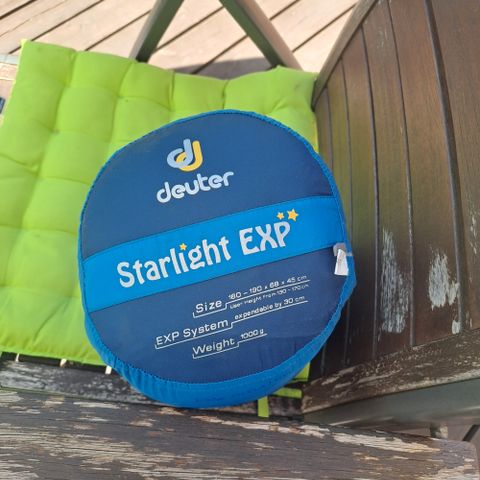 deuter
Starlight EXP
Size 160 - 190 x 68 x 45 cm
User height from 130 - 170 cm
EXP System expendable by 30 cm
Weight 1000 g